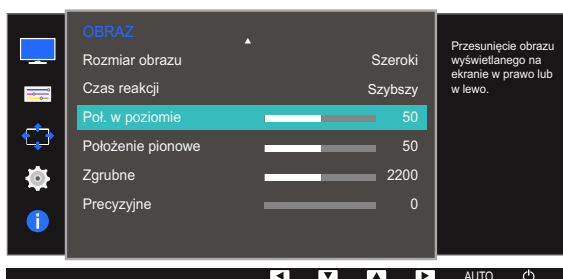 OBRAZ
Rozmiar obrazu Szeroki
Czas reakcji Szybszy
Poł. w poziomie 50
Położenie pionowe 50
Zgrubne 2200
Precyzyjne 0
Przesunięcie obrazu
wyświetlanego na
ekranie w prawo lub
w lewo.
AUTO